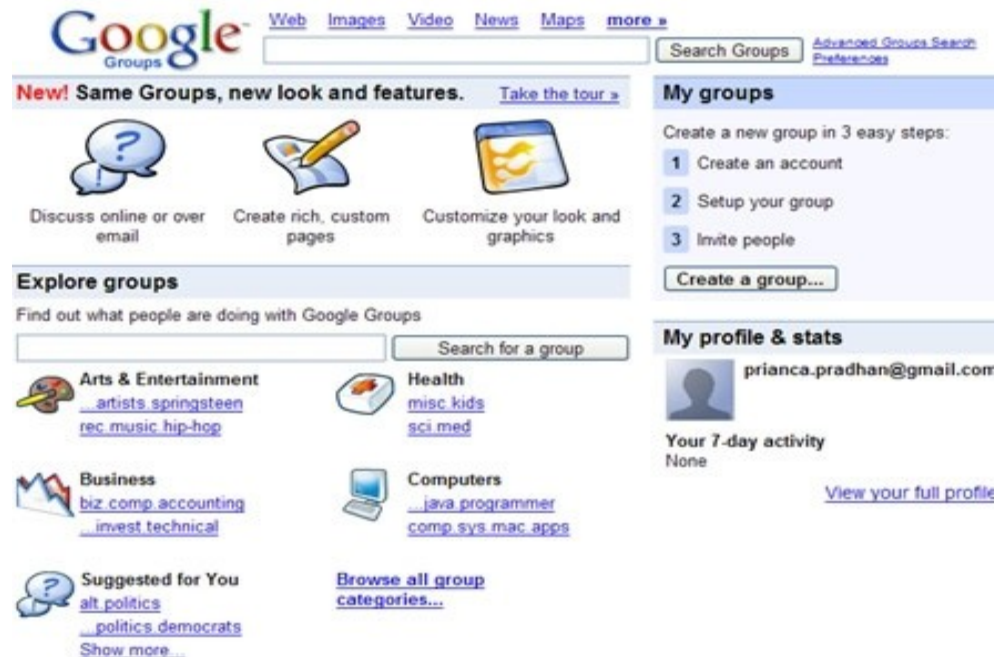 Google
Groups
Web Images Video News Maps more »
Search Groups
Advanced Groups Search
Preferences
New! Same Groups, new look and features. Take the tour »
Discuss online or over
email
Create rich, custom
pages
Customize your look and
graphics
Explore groups
Find out what people are doing with Google Groups
Search for a group
Arts & Entertainment
...artists.springsteen
rec.music.hip-hop
Health
misc.kids
sci.med
Business
biz.comp.accounting
...invest.technical
Computers
...java.programmer
comp.sys.mac.apps
Suggested for You
alt.politics
...politics.democrats
Show more...
Browse all group
categories...
My groups
Create a new group in 3 easy steps:
1 Create an account
2 Setup your group
3 Invite people
Create a group...
My profile & stats
prianca.pradhan@gmail.com
Your 7-day activity
None
View your full profile